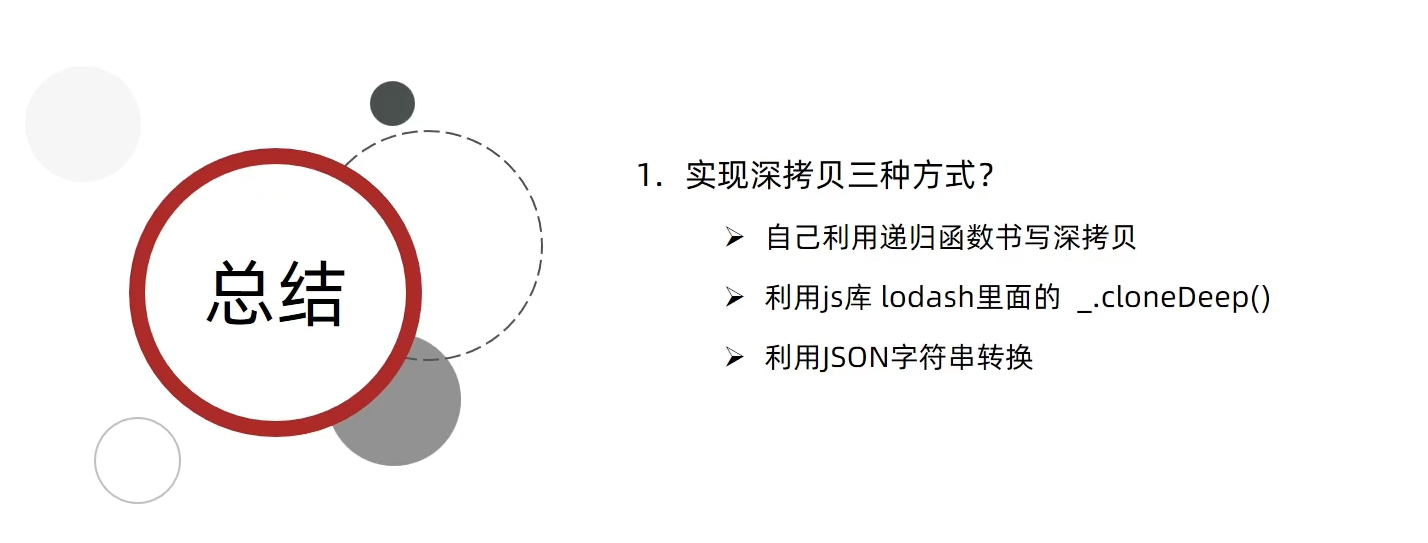 总结
1. 实现深拷贝三种方式？
➢ 自己利用递归函数书写深拷贝
➢ 利用js库 lodash里面的 _.cloneDeep()
➢ 利用JSON字符串转换